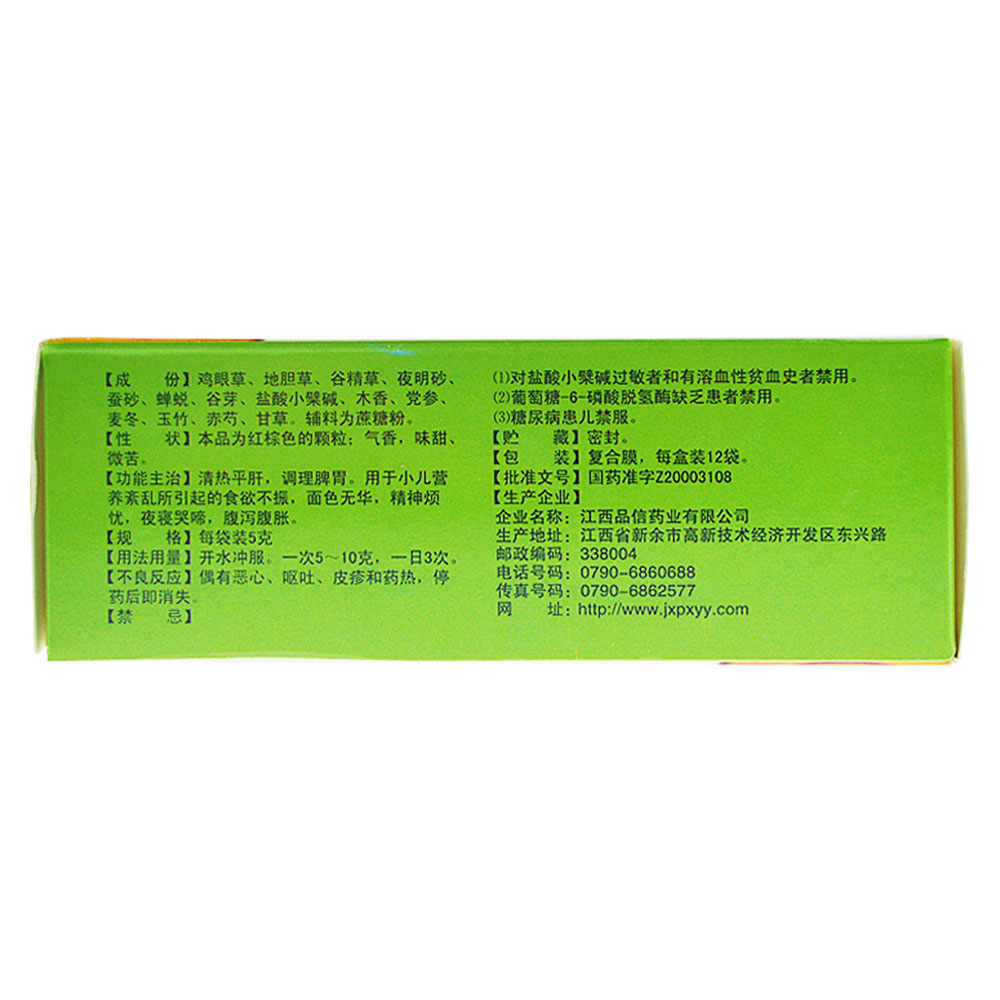 【成 份】鸡眼草、地胆草、谷精草、夜明砂、
蚕砂、蝉蜕、谷芽、盐酸小檗碱、木香、党参、
麦冬、玉竹、赤芍、甘草。辅料为蔗糖粉。
【性 状】本品为红棕色的颗粒；气香，味甜、
微苦。
【功能主治】清热平肝，调理脾胃。用于小儿营
养紊乱所引起的食欲不振，面色无华，精神烦
忧，夜寝哭啼，腹泻腹胀。
【规 格】每袋装5克
【用法用量】开水冲服。一次5～10克，一日3次。
【不良反应】偶有恶心、呕吐、皮疹和药热，停
药后即消失。
【禁 忌】
⑴对盐酸小檗碱过敏者和有溶血性贫血史者禁用。
⑵葡萄糖-6-磷酸脱氢酶缺乏患者禁用。
⑶糖尿病患儿禁服。
【贮 藏】密封。
【包 装】复合膜，每盒装12袋。
【批准文号】国药准字Z20003108
【生产企业】
企业名称：江西品信药业有限公司
生产地址：江西省新余市高新技术经济开发区东兴路
邮政编码：338004
电话号码：0790-6860688
传真号码：0790-6862577
网 址：http://www.jxpxyy.com